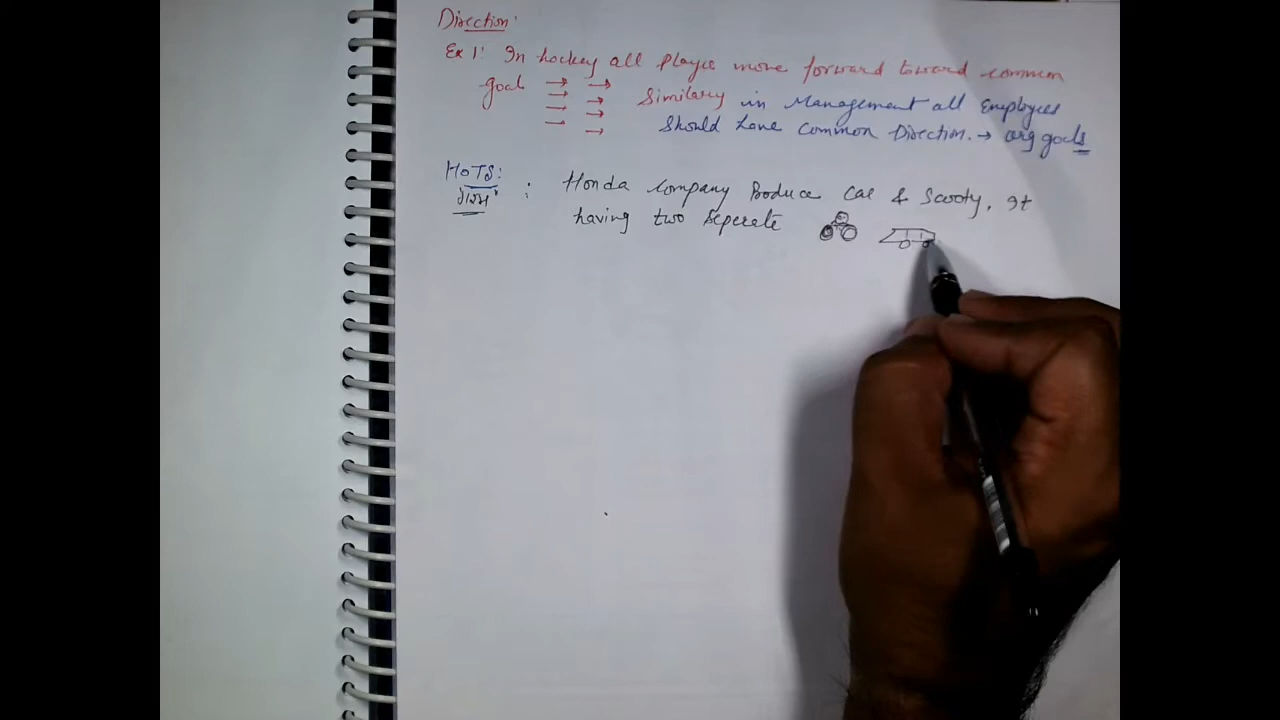 Direction:
Ex 1: In hockey all Player move forward toward common
goal → → Similary in Management all Employees
Should have common Direction. → org goals
HOTS: : Honda Company Produce Car & Scooty, It
having two Seperate